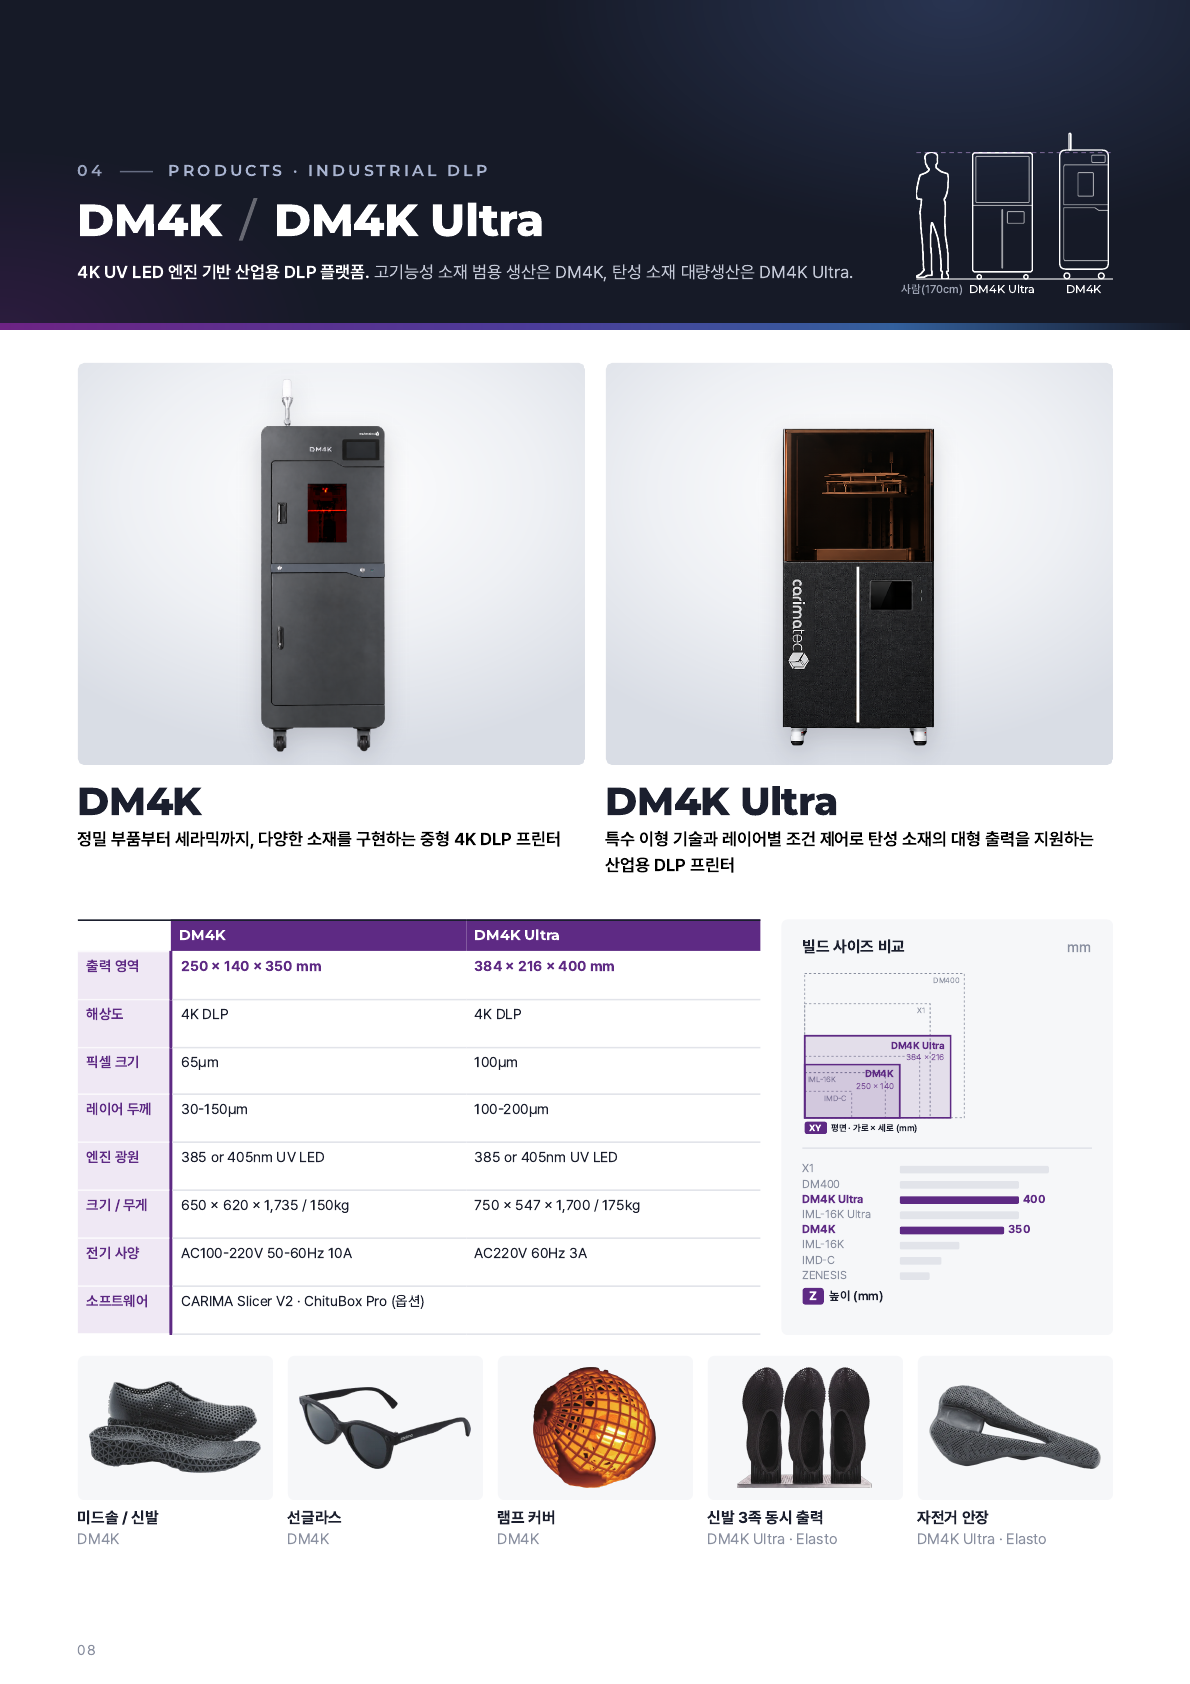 04 — PRODUCTS · INDUSTRIAL DLP
DM4K / DM4K Ultra
4K UV LED 엔진 기반 산업용 DLP 플랫폼. 고기능성 소재 범용 생산은 DM4K, 탄성 소재 대량생산은 DM4K Ultra.
사람(170cm) DM4K Ultra DM4K
carimatec
DM4K
carimatec
DM4K
정밀 부품부터 세라믹까지, 다양한 소재를 구현하는 중형 4K DLP 프린터
DM4K Ultra
특수 이형 기술과 레이어별 조건 제어로 탄성 소재의 대형 출력을 지원하는
산업용 DLP 프린터
DM4K DM4K Ultra
출력 영역 250 × 140 × 350 mm 384 × 216 × 400 mm
해상도 4K DLP 4K DLP
픽셀 크기 65µm 100µm
레이어 두께 30-150µm 100-200µm
엔진 광원 385 or 405nm UV LED 385 or 405nm UV LED
크기 / 무게 650 × 620 × 1,735 / 150kg 750 × 547 × 1,700 / 175kg
전기 사양 AC100-220V 50-60Hz 10A AC220V 60Hz 3A
소프트웨어 CARIMA Slicer V2 · ChituBox Pro (옵션)
빌드 사이즈 비교 mm
DM400
X1
DM4K Ultra
384 × 216
DM4K
IML-16K
250 × 140
IMD-C
XY 평면 · 가로 × 세로 (mm)
X1
DM400
DM4K Ultra 400
IML-16K Ultra
DM4K 350
IML-16K
IMD-C
ZENESIS
Z 높이 (mm)
미드솔 / 신발
DM4K
선글라스
DM4K
램프 커버
DM4K
신발 3족 동시 출력
DM4K Ultra · Elasto
자전거 안장
DM4K Ultra · Elasto
08